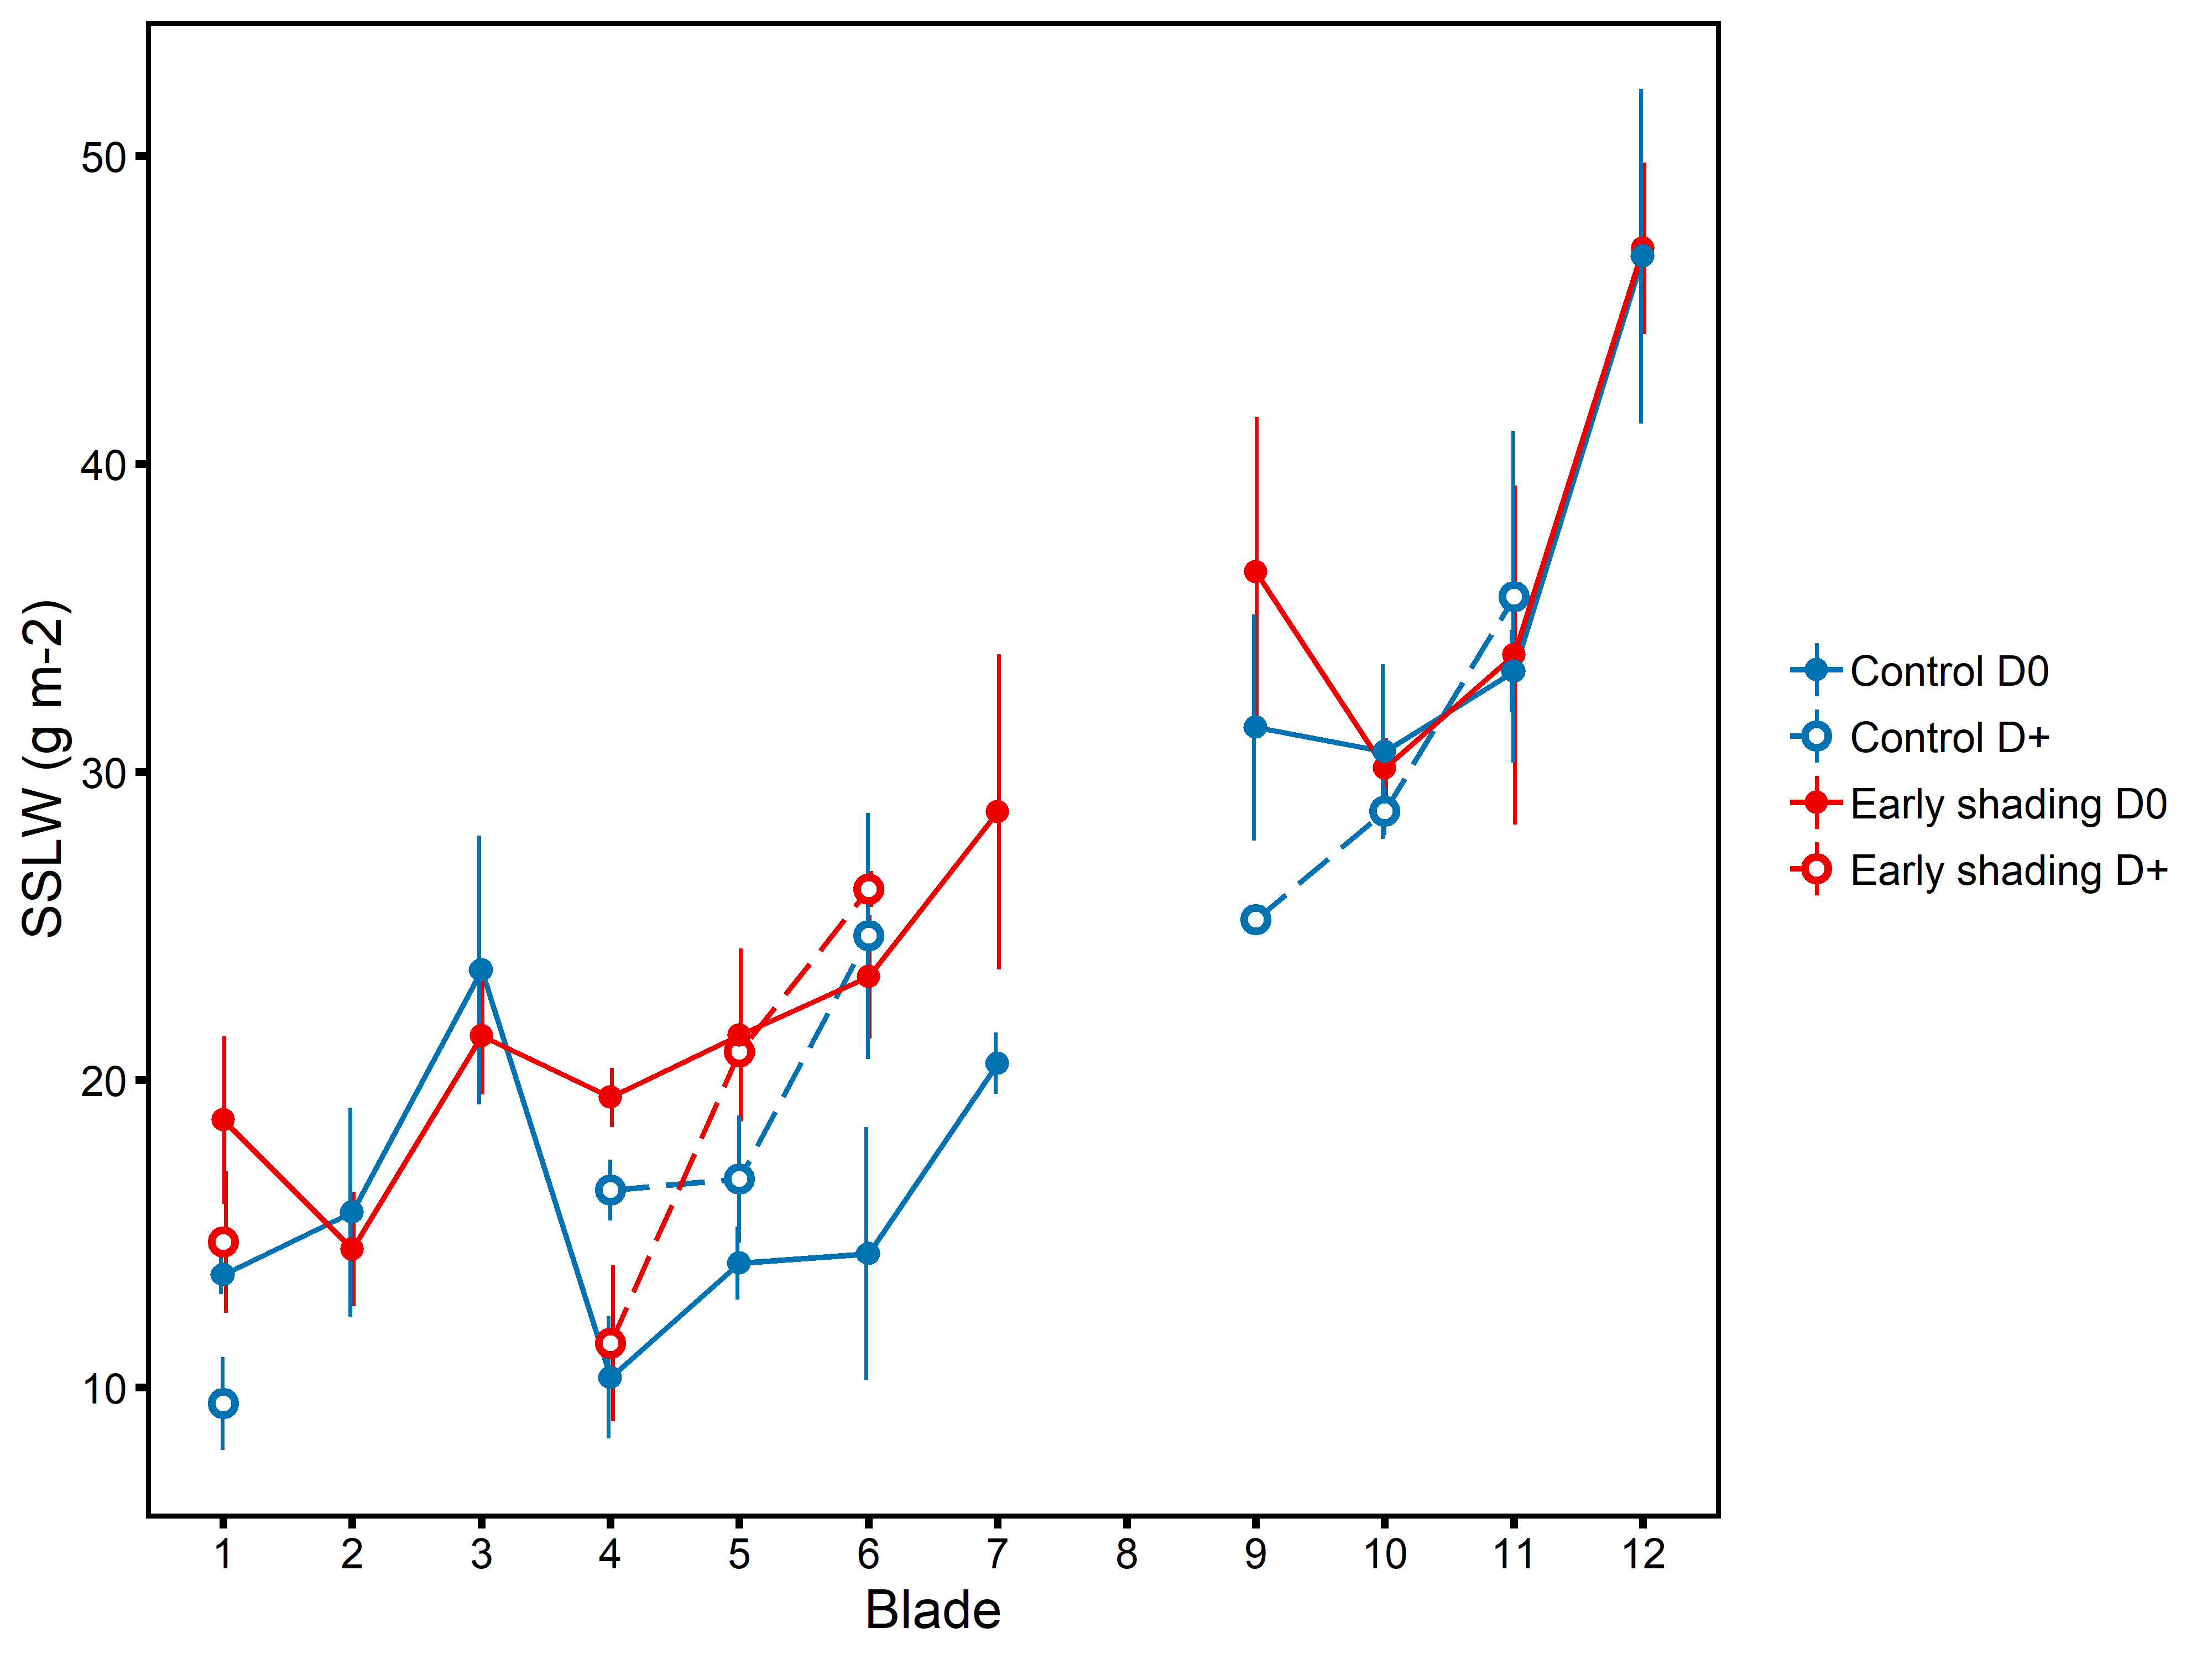 50
40
30
20
10
SSLW (g m-2)
1 2 3 4 5 6 7 8 9 10 11 12
Blade
Control D0
Control D+
Early shading D0
Early shading D+